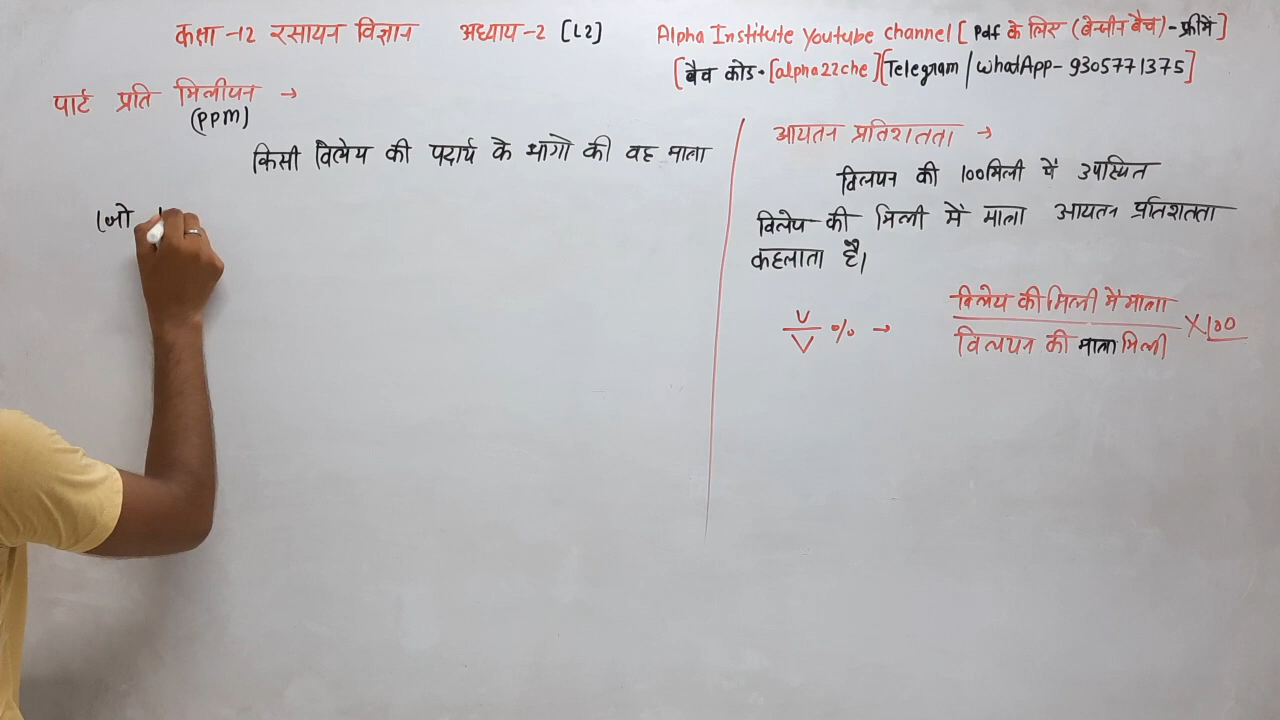 कक्षा -12 रसायन विज्ञान अध्याय-2 [L2]
Alpha Institute Youtube channel [Pdf के लिए (बेन्जीन बैच)-फ्री में]
[बैच कोड-[alpha22che][Telegram/WhatApp-9305771375]
पार्ट प्रति मिलीयन →
(PPM)
किसी विलेय की पदार्थ के भागो की वह मात्रा
(जो
आयतन प्रतिशतता →
विलयन की 100मिली में उपस्थित
विलेय की मिली में मात्रा आयतन प्रतिशतता
कहलाता है।
v/V % → विलेय की मिली में मात्रा / विलयन की मात्रा मिली X100